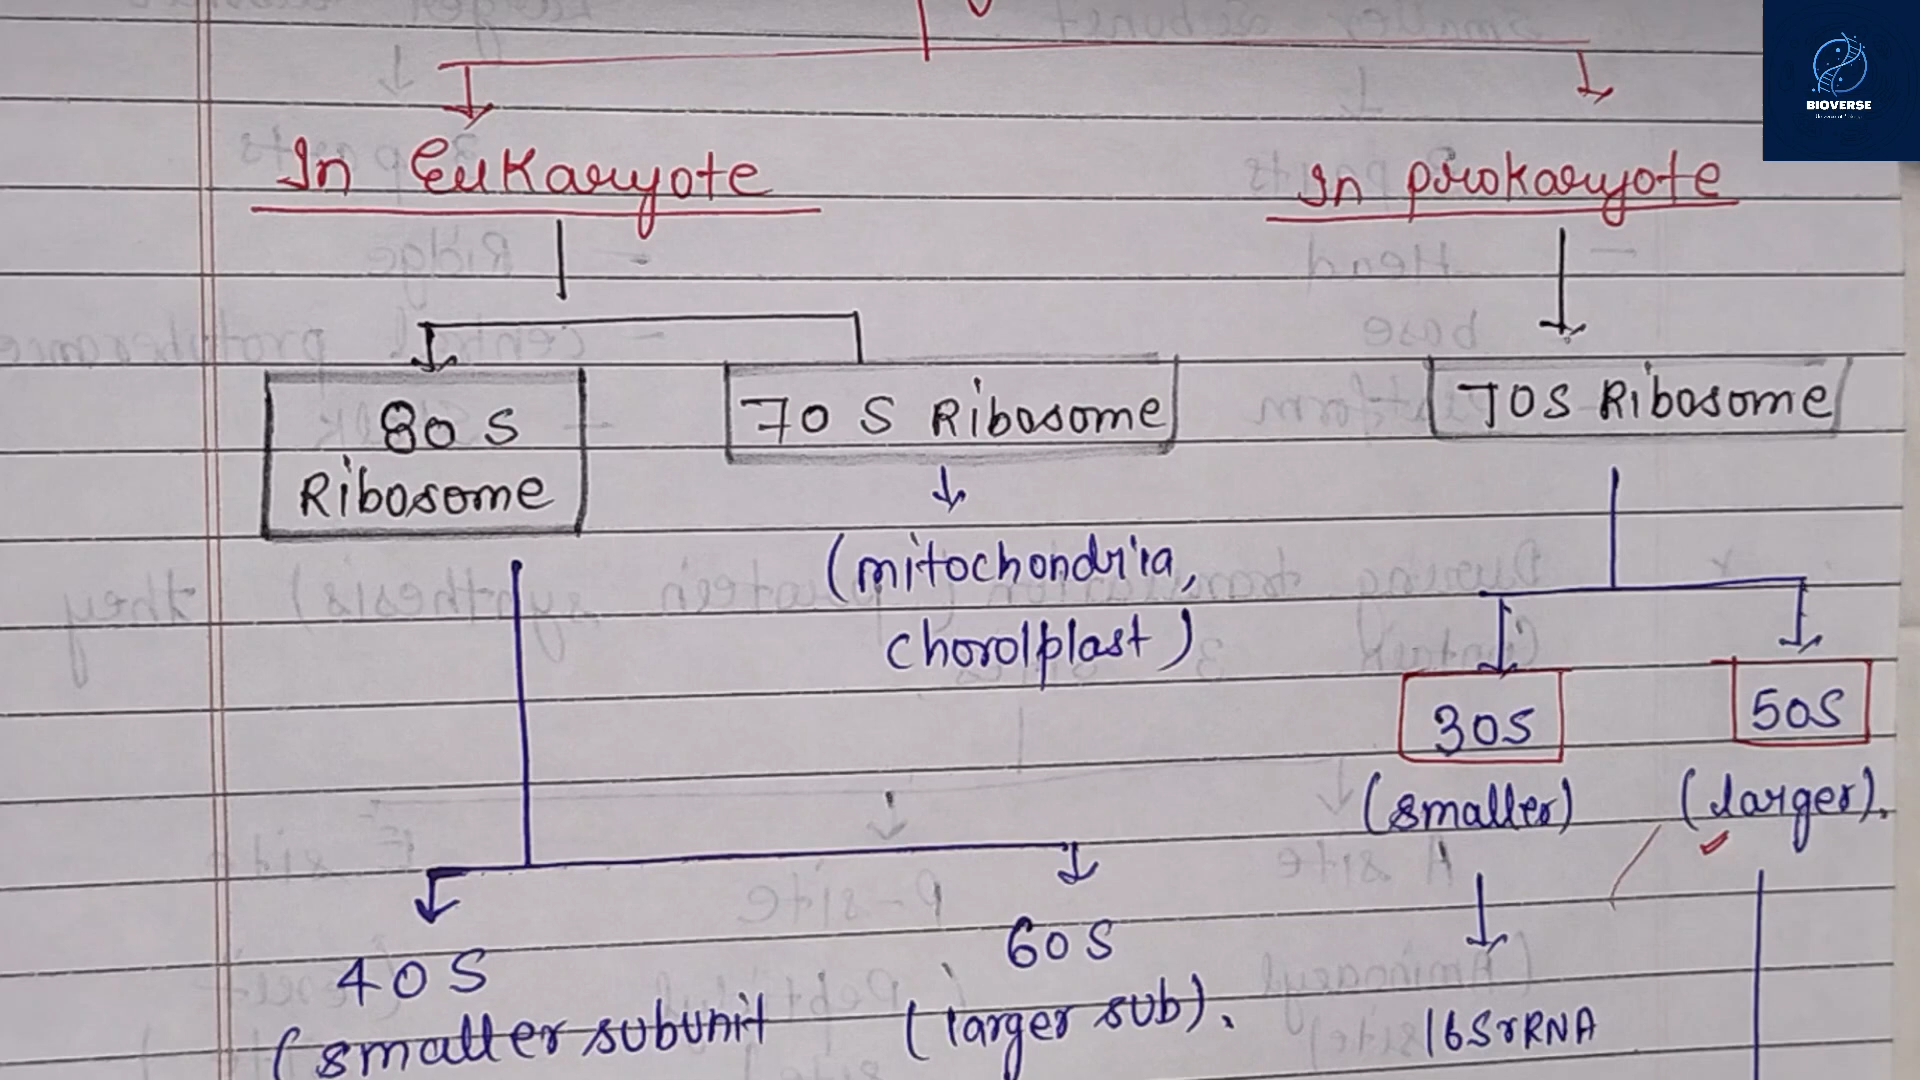 In Eukaryote
In prokaryote
80 S
Ribosome
70 S Ribosome
70S Ribosome
(mitochondria,
chorolplast)
30S
(smaller)
50S
(larger).
40 S
(smaller subunit
60 S
(larger sub).
16SrRNA
BIOVERSE